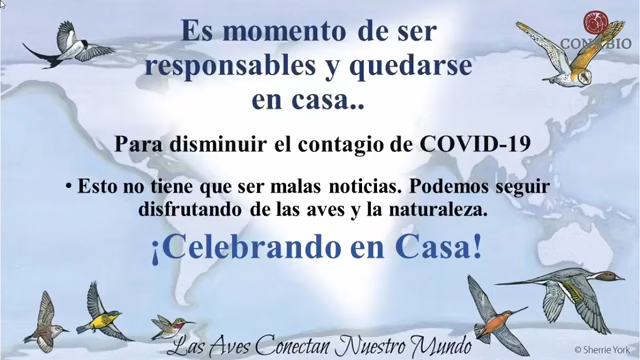 CONABIO
Es momento de ser
responsables y quedarse
en casa..
Para disminuir el contagio de COVID-19
• Esto no tiene que ser malas noticias. Podemos seguir
disfrutando de las aves y la naturaleza.
¡Celebrando en Casa!
Las Aves Conectan Nuestro Mundo
© Sherrie York